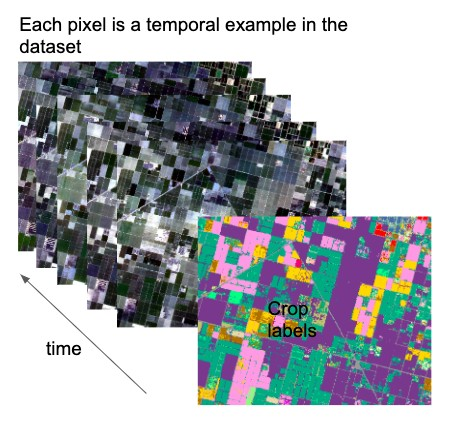 Each pixel is a temporal example in the
dataset
Crop
labels
time